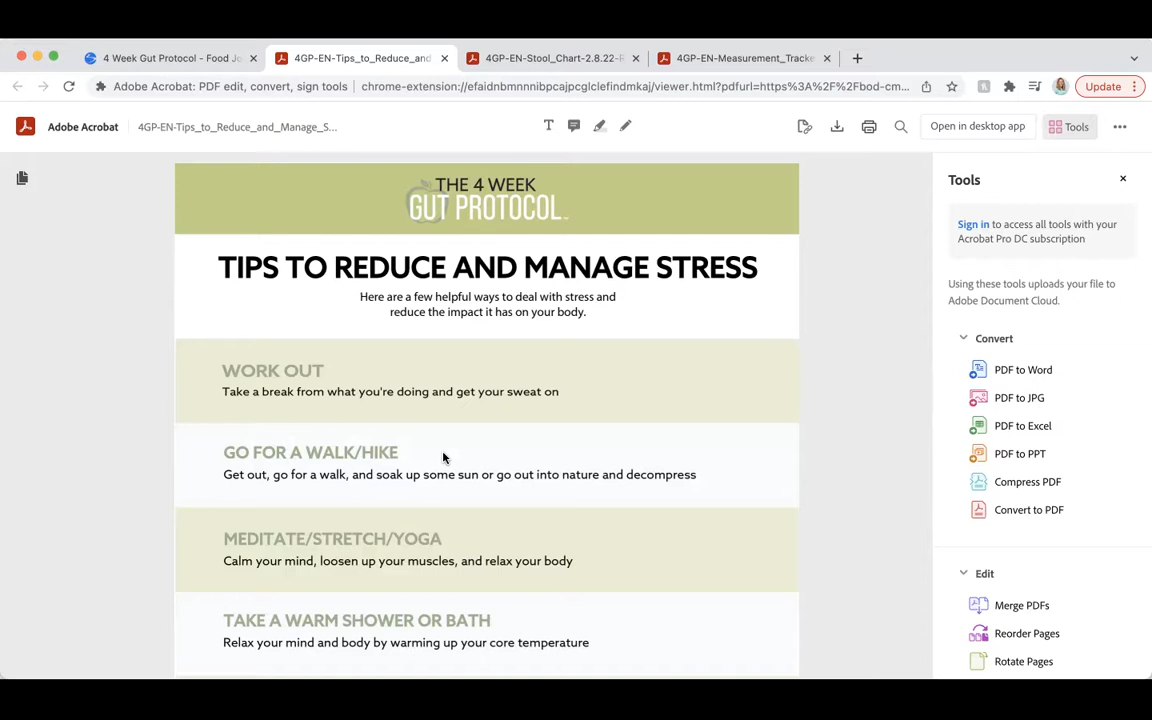 4 Week Gut Protocol - Food Jo
4GP-EN-Tips_to_Reduce_and_
4GP-EN-Stool_Chart-2.8.22-R
4GP-EN-Measurement_Tracke
Adobe Acrobat: PDF edit, convert, sign tools
chrome-extension://efaidnbmnnnibpcajpcglclefindmkaj/viewer.html?pdfurl=https%3A%2F%2Fbod-cm...
Update
Adobe Acrobat
4GP-EN-Tips_to_Reduce_and_Manage_S...
Open in desktop app
Tools
THE 4 WEEK
GUT PROTOCOL™
TIPS TO REDUCE AND MANAGE STRESS
Here are a few helpful ways to deal with stress and
reduce the impact it has on your body.
WORK OUT
Take a break from what you're doing and get your sweat on
GO FOR A WALK/HIKE
Get out, go for a walk, and soak up some sun or go out into nature and decompress
MEDITATE/STRETCH/YOGA
Calm your mind, loosen up your muscles, and relax your body
TAKE A WARM SHOWER OR BATH
Relax your mind and body by warming up your core temperature
Tools
Sign in to access all tools with your
Acrobat Pro DC subscription
Using these tools uploads your file to
Adobe Document Cloud.
Convert
PDF to Word
PDF to JPG
PDF to Excel
PDF to PPT
Compress PDF
Convert to PDF
Edit
Merge PDFs
Reorder Pages
Rotate Pages